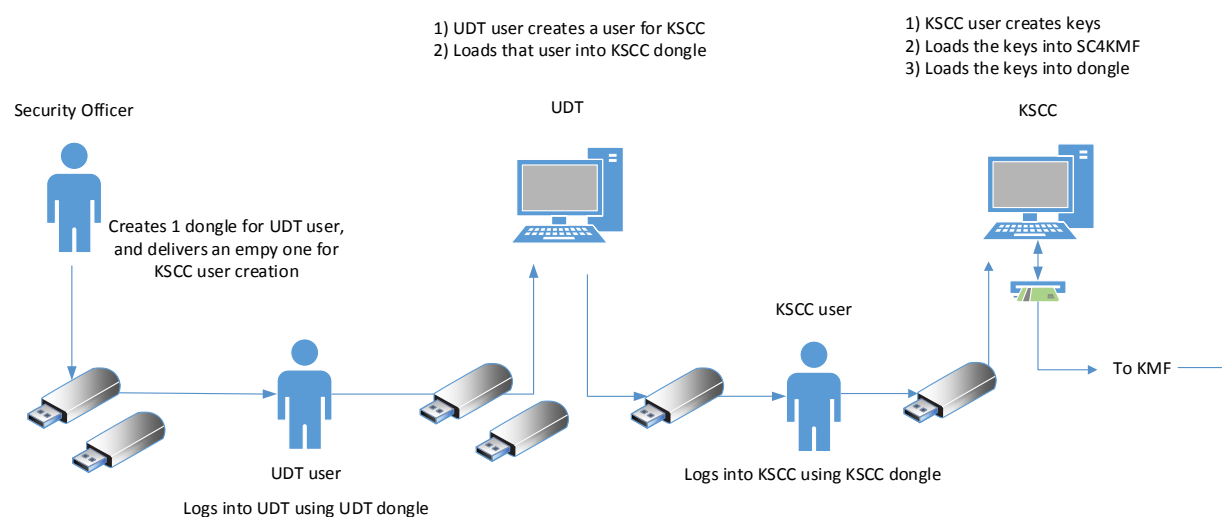 1) UDT user creates a user for KSCC
2) Loads that user into KSCC dongle
1) KSCC user creates keys
2) Loads the keys into SC4KMF
3) Loads the keys into dongle
Security Officer
UDT
KSCC
Creates 1 dongle for UDT user,
and delivers an empy one for
KSCC user creation
KSCC user
To KMF
UDT user
Logs into KSCC using KSCC dongle
Logs into UDT using UDT dongle